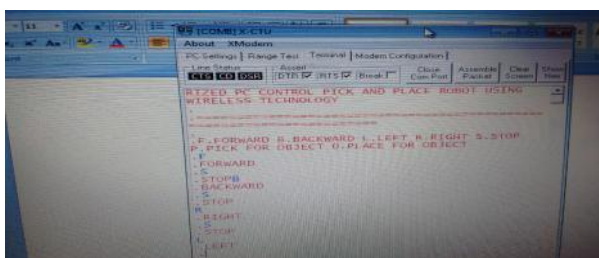 11
[COM8] X-CTU
About XModem
PC Settings Range Test Terminal Modem Configuration
Line Status Assert Close Assemble Clear Show
CTS CD DSR DTR RTS Break Com Port Packet Screen Hex
RIZED PC CONTROL PICK AND PLACE ROBOT USING
WIRELESS TECHNOLOGY
F.FORWARD B.BACKWARD L.LEFT R.RIGHT S.STOP
P.PICK FOR OBJECT D.PLACE FOR OBJECT
F
FORWARD
S
STOPB
BACKWARD
S
STOP
R
RIGHT
S
STOP
L
LEFT